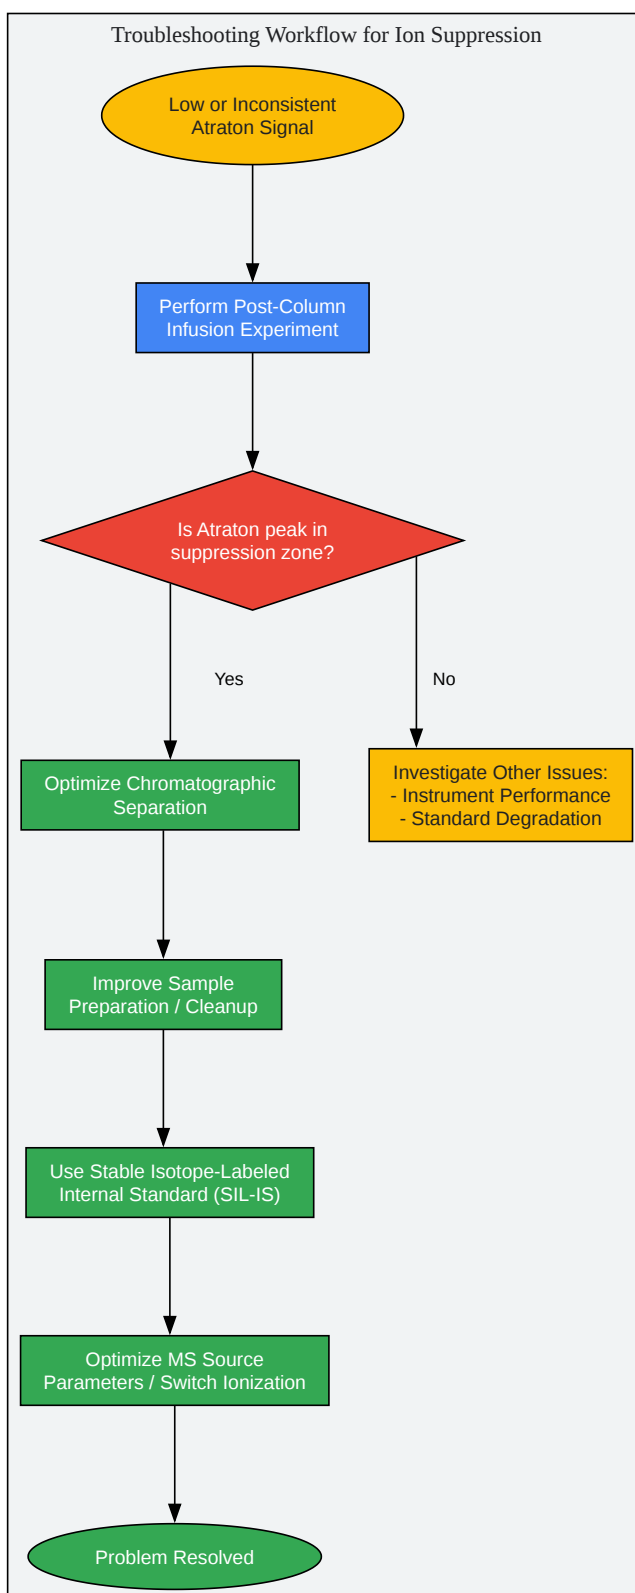 Troubleshooting Workflow for Ion Suppression
Low or Inconsistent
Atraton Signal
Perform Post-Column
Infusion Experiment
Is Atraton peak in
suppression zone?
Yes
No
Optimize Chromatographic
Separation
Investigate Other Issues:
- Instrument Performance
- Standard Degradation
Improve Sample
Preparation / Cleanup
Use Stable Isotope-Labeled
Internal Standard (SIL-IS)
Optimize MS Source
Parameters / Switch Ionization
Problem Resolved